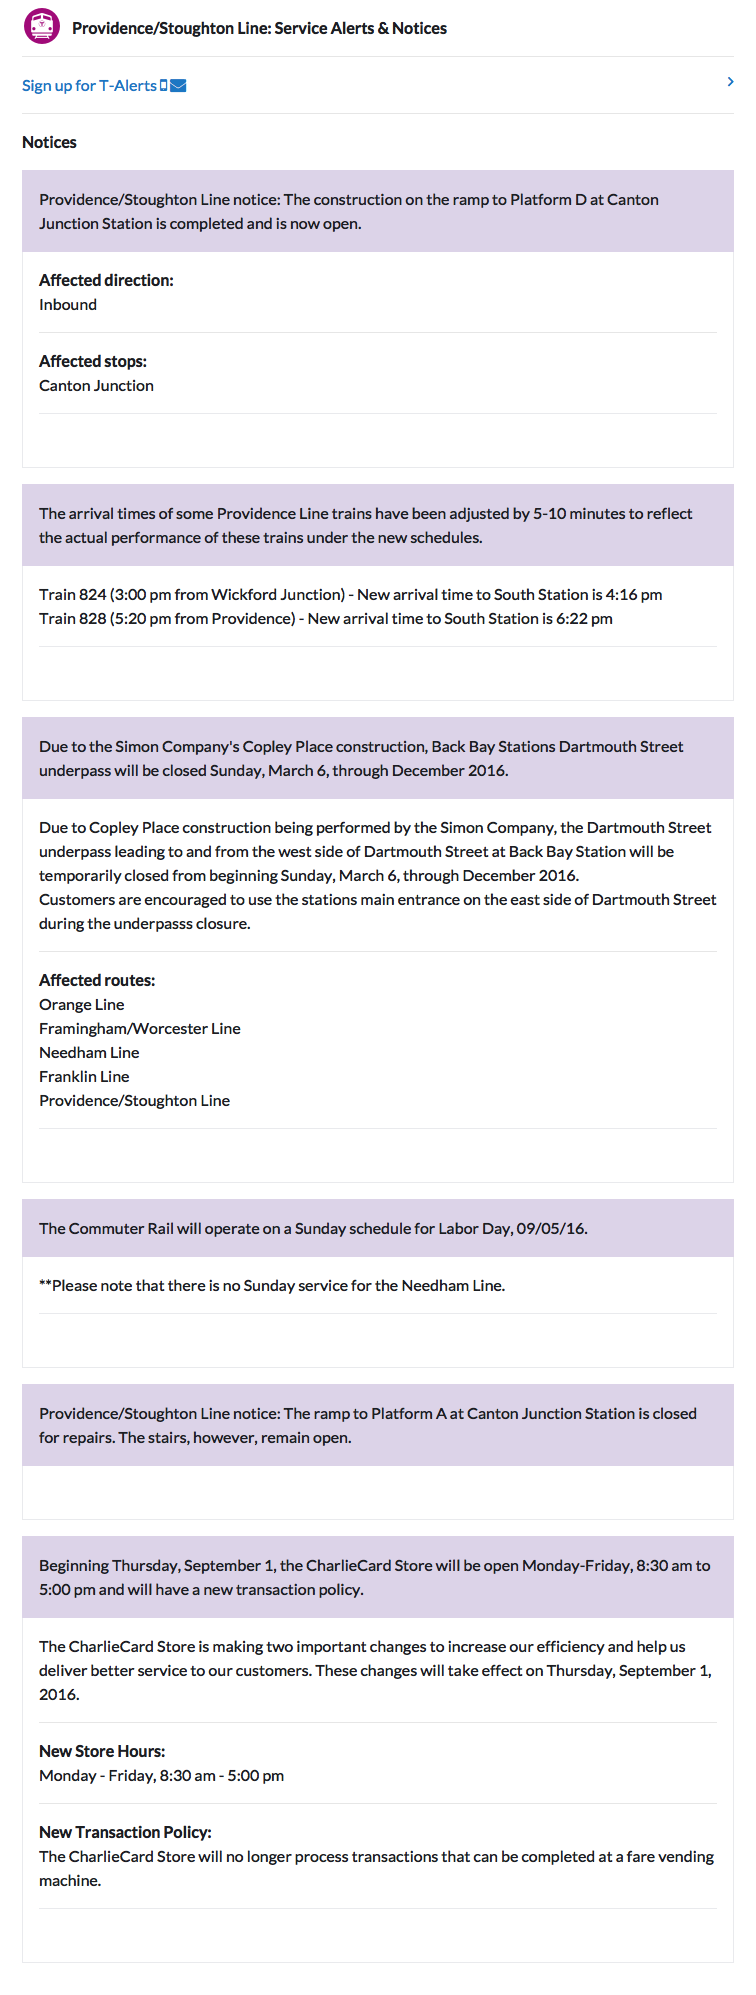 Providence/Stoughton Line: Service Alerts & Notices
Sign up for T-Alerts
Notices
Providence/Stoughton Line notice: The construction on the ramp to Platform D at Canton
Junction Station is completed and is now open.
Affected direction:
Inbound
Affected stops:
Canton Junction
The arrival times of some Providence Line trains have been adjusted by 5-10 minutes to reflect
the actual performance of these trains under the new schedules.
Train 824 (3:00 pm from Wickford Junction) - New arrival time to South Station is 4:16 pm
Train 828 (5:20 pm from Providence) - New arrival time to South Station is 6:22 pm
Due to the Simon Company's Copley Place construction, Back Bay Stations Dartmouth Street
underpass will be closed Sunday, March 6, through December 2016.
Due to Copley Place construction being performed by the Simon Company, the Dartmouth Street
underpass leading to and from the west side of Dartmouth Street at Back Bay Station will be
temporarily closed from beginning Sunday, March 6, through December 2016.
Customers are encouraged to use the stations main entrance on the east side of Dartmouth Street
during the underpasss closure.
Affected routes:
Orange Line
Framingham/Worcester Line
Needham Line
Franklin Line
Providence/Stoughton Line
The Commuter Rail will operate on a Sunday schedule for Labor Day, 09/05/16.
**Please note that there is no Sunday service for the Needham Line.
Providence/Stoughton Line notice: The ramp to Platform A at Canton Junction Station is closed
for repairs. The stairs, however, remain open.
Beginning Thursday, September 1, the CharlieCard Store will be open Monday-Friday, 8:30 am to
5:00 pm and will have a new transaction policy.
The CharlieCard Store is making two important changes to increase our efficiency and help us
deliver better service to our customers. These changes will take effect on Thursday, September 1,
2016.
New Store Hours:
Monday - Friday, 8:30 am - 5:00 pm
New Transaction Policy:
The CharlieCard Store will no longer process transactions that can be completed at a fare vending
machine.